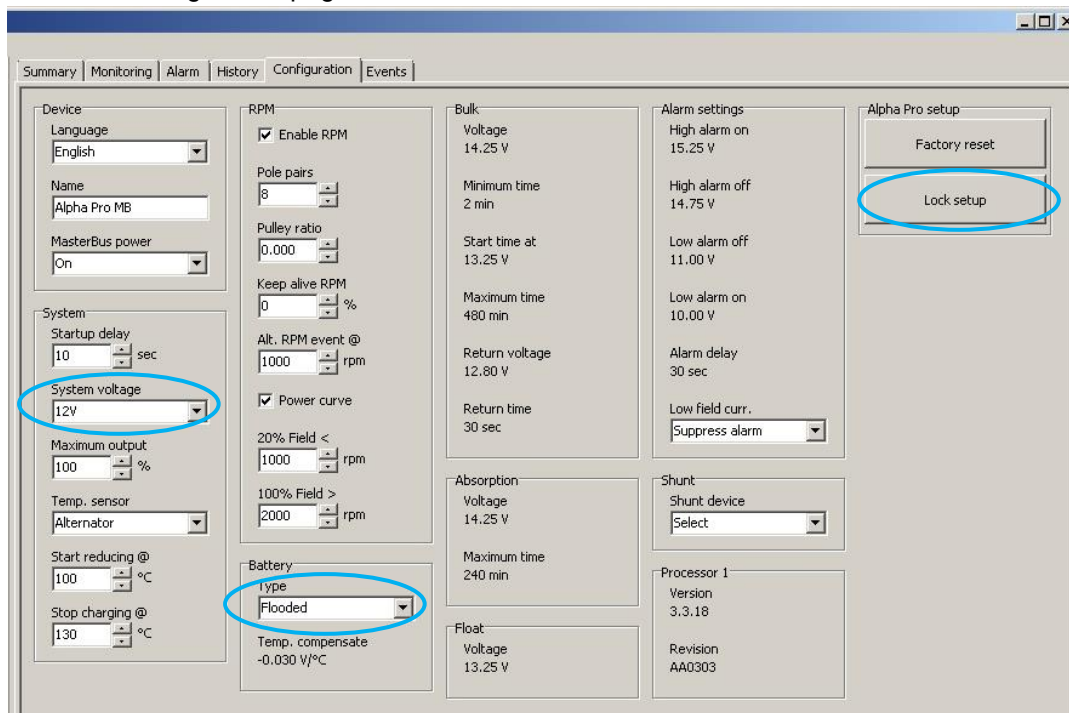 Summary
Monitoring
Alarm
History
Configuration
Events
Device
Language
English
Name
Alpha Pro MB
MasterBus power
On
System
Startup delay
10 sec
System voltage
12V
Maximum output
100 %
Temp. sensor
Alternator
Start reducing @
100 °C
Stop charging @
130 °C
RPM
Enable RPM
Pole pairs
8
Pulley ratio
0.000
Keep alive RPM
0 %
Alt. RPM event @
1000 rpm
Power curve
20% Field <
1000 rpm
100% Field >
2000 rpm
Battery
Type
Flooded
Temp. compensate
-0.030 V/°C
Bulk
Voltage
14.25 V
Minimum time
2 min
Start time at
13.25 V
Maximum time
480 min
Return voltage
12.80 V
Return time
30 sec
Absorption
Voltage
14.25 V
Maximum time
240 min
Float
Voltage
13.25 V
Alarm settings
High alarm on
15.25 V
High alarm off
14.75 V
Low alarm off
11.00 V
Low alarm on
10.00 V
Alarm delay
30 sec
Low field curr.
Suppress alarm
Shunt
Shunt device
Select
Processor 1
Version
3.3.18
Revision
AA0303
Alpha Pro setup
Factory reset
Lock setup